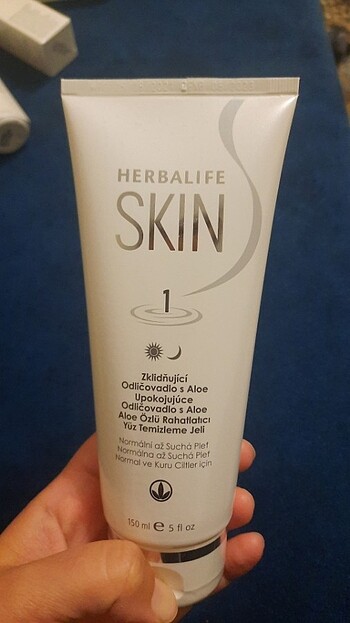 HERBALIFE
SKIN
1
Zklidňující
Odličovadlo s Aloe
Upokojujúce
Odličovadlo s Aloe
Aloe Özlü Rahatlatıcı
Yüz Temizleme Jeli
Normální až Suchá Pleť
Normálna až Suchá Pleť
Normal ve Kuru Ciltler için
150 ml e 5 fl oz